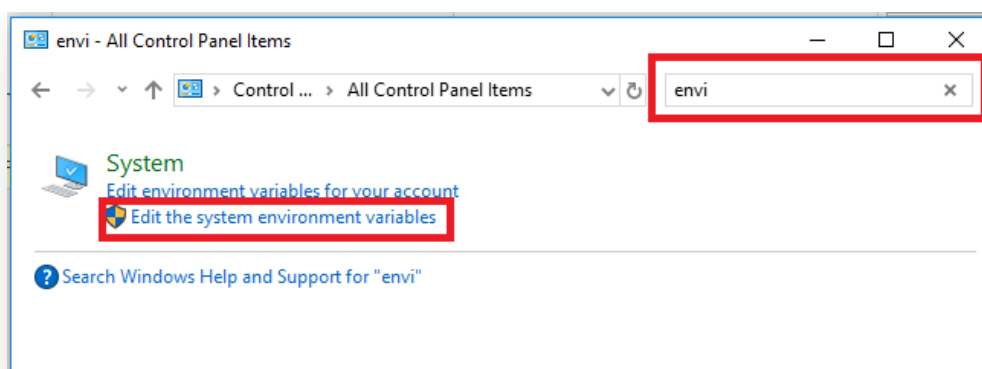 envi - All Control Panel Items
Control ... > All Control Panel Items
envi
System
Edit environment variables for your account
Edit the system environment variables
Search Windows Help and Support for "envi"